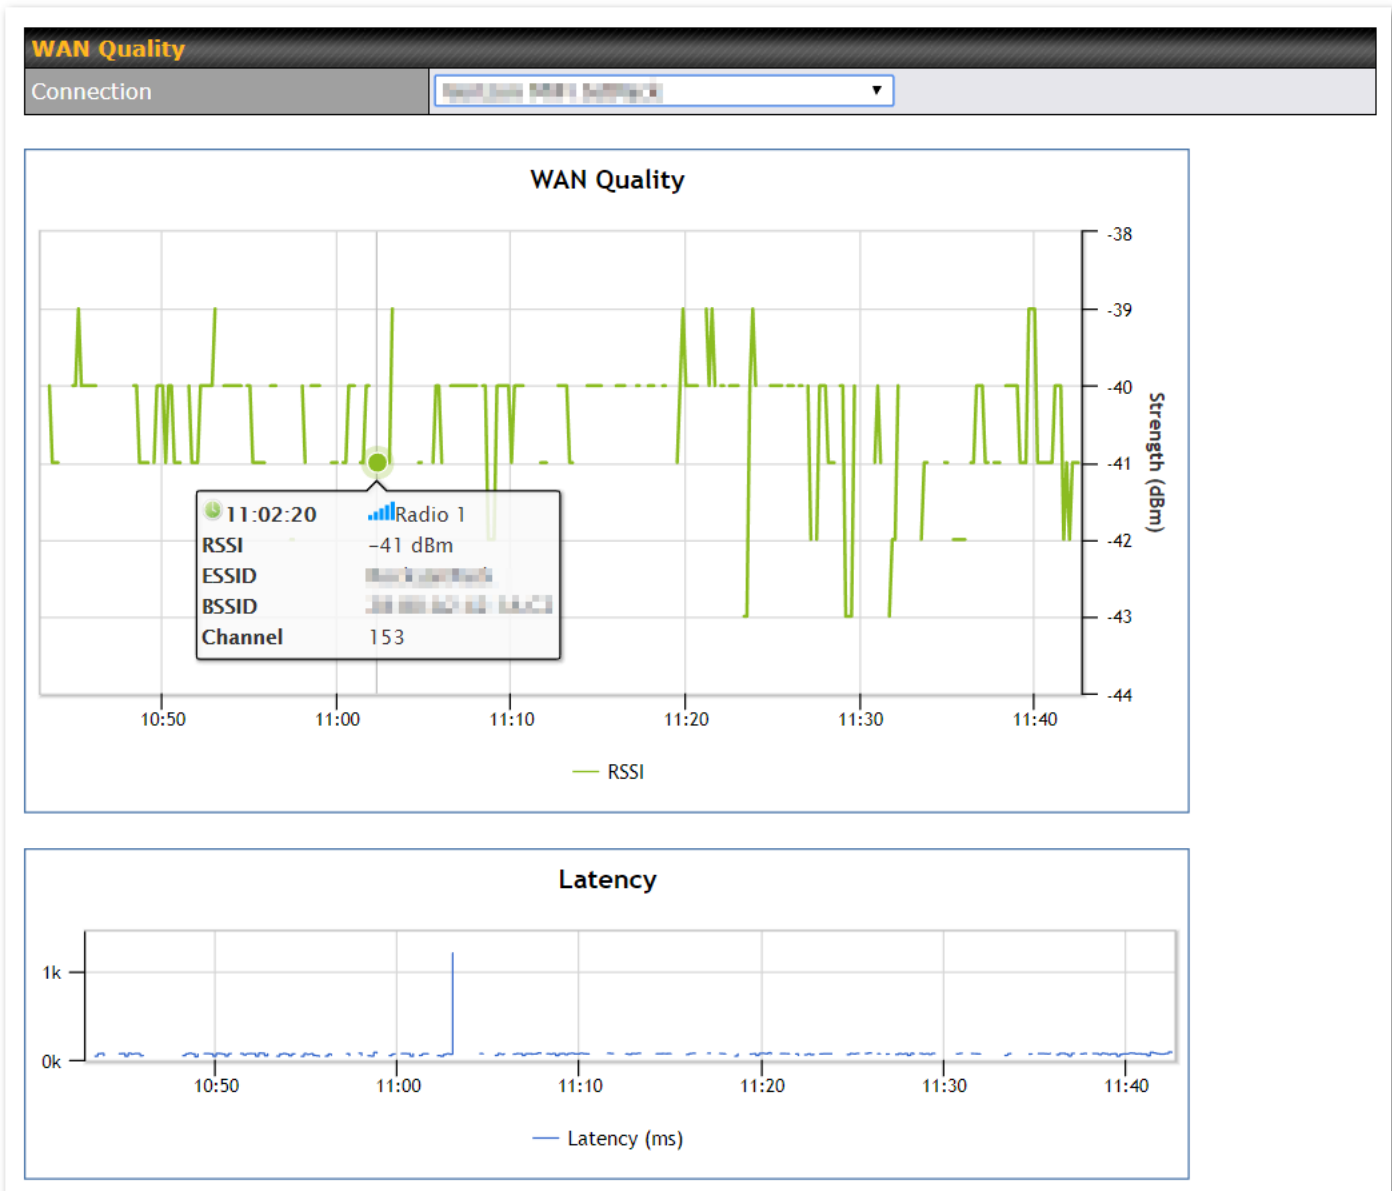 WAN Quality
Connection
WAN Quality
-38
-39
-40
-41
-42
-43
-44
Strength (dBm)
11:02:20 Radio 1
RSSI -41 dBm
ESSID
BSSID
Channel 153
10:50 11:00 11:10 11:20 11:30 11:40
RSSI
Latency
1k
0k
10:50 11:00 11:10 11:20 11:30 11:40
Latency (ms)